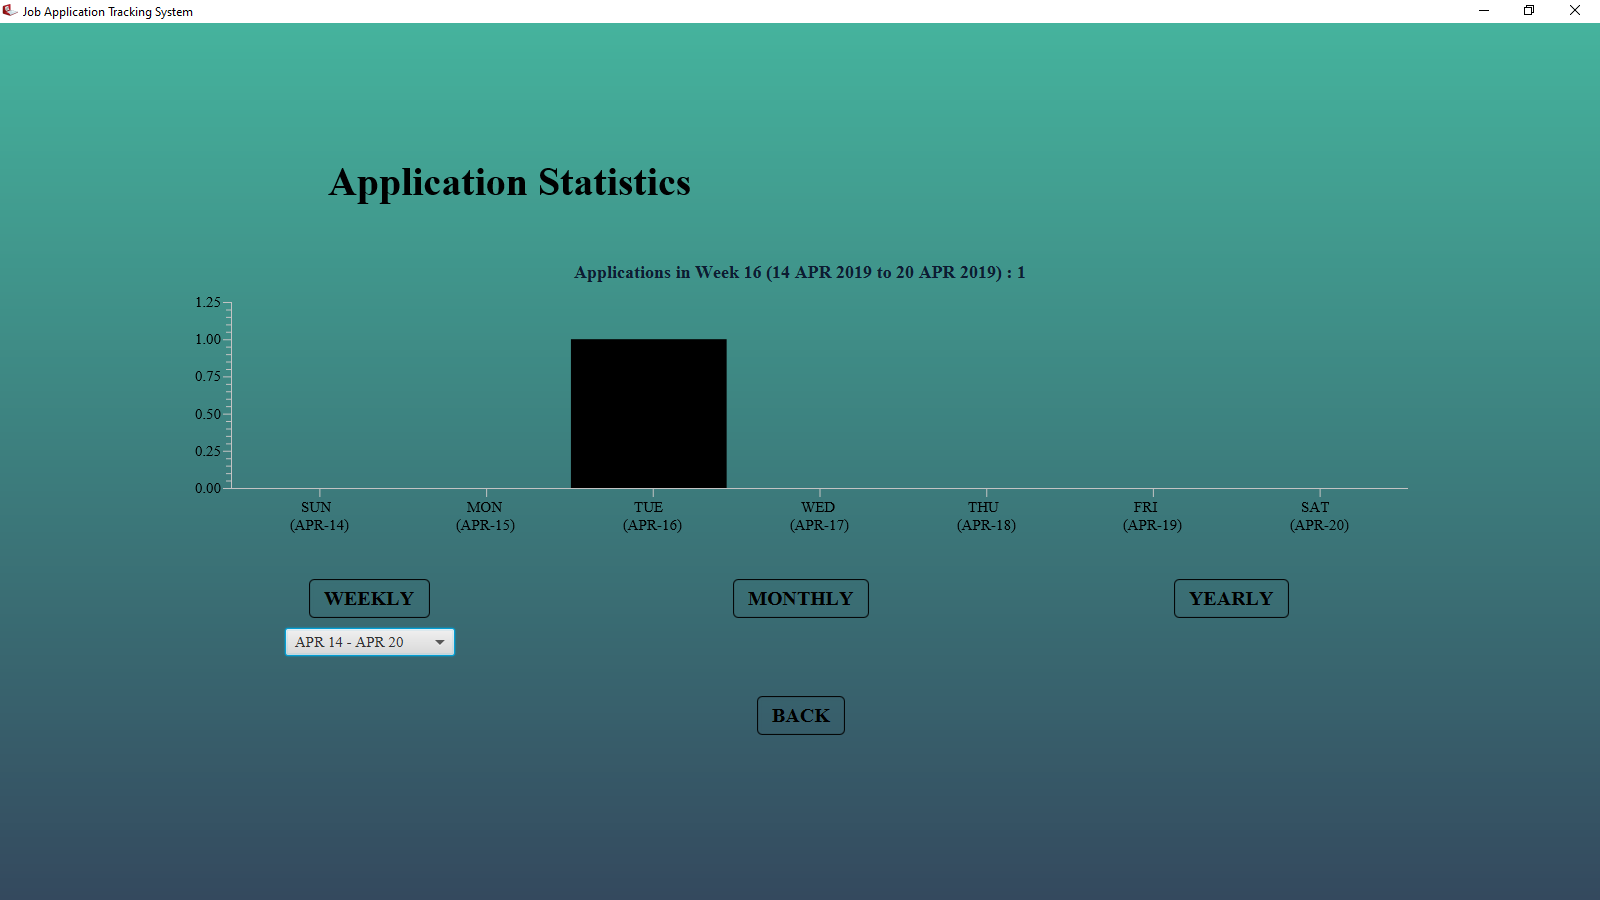 Job Application Tracking System
Application Statistics
Applications in Week 16 (14 APR 2019 to 20 APR 2019) : 1
1.25
1.00
0.75
0.50
0.25
0.00
SUN MON TUE WED THU FRI SAT
(APR-14) (APR-15) (APR-16) (APR-17) (APR-18) (APR-19) (APR-20)
WEEKLY MONTHLY YEARLY
APR 14 - APR 20
BACK